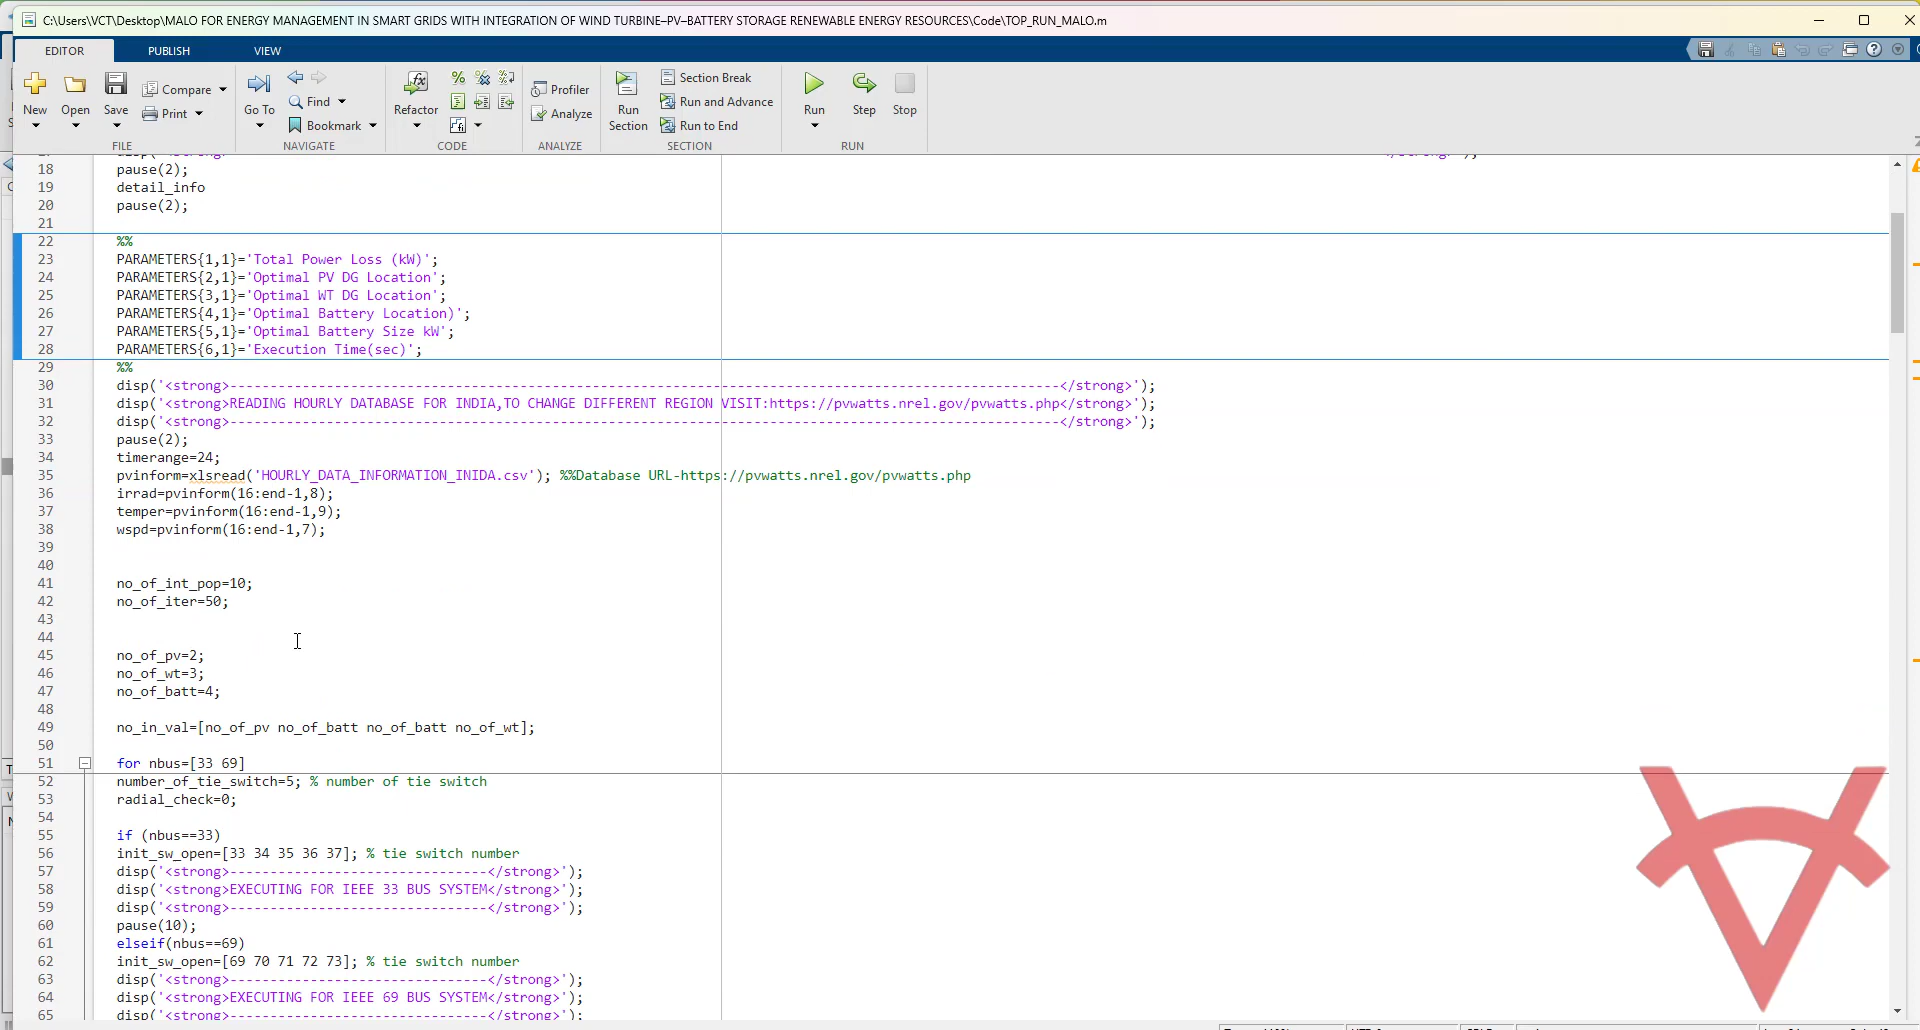 C:\Users\VCT\Desktop\MALO FOR ENERGY MANAGEMENT IN SMART GRIDS WITH INTEGRATION OF WIND TURBINE–PV–BATTERY STORAGE RENEWABLE ENERGY RESOURCES\Code\TOP_RUN_MALO.m
EDITOR PUBLISH VIEW
New Open Save Compare Print
Go To Find Bookmark
Refactor
Profiler Analyze
Run Section
Section Break
Run and Advance
Run to End
Run Step Stop
FILE NAVIGATE CODE ANALYZE SECTION RUN
18 pause(2);
19 detail_info
20 pause(2);
21
22 %%
23 PARAMETERS{1,1}='Total Power Loss (kW)';
24 PARAMETERS{2,1}='Optimal PV DG Location';
25 PARAMETERS{3,1}='Optimal WT DG Location';
26 PARAMETERS{4,1}='Optimal Battery Location)';
27 PARAMETERS{5,1}='Optimal Battery Size kW';
28 PARAMETERS{6,1}='Execution Time(sec)';
29 %%
30 disp('<strong>-------------------------------------------------------------------------------------------------------</strong>');
31 disp('<strong>READING HOURLY DATABASE FOR INDIA,TO CHANGE DIFFERENT REGION VISIT:https://pvwatts.nrel.gov/pvwatts.php</strong>');
32 disp('<strong>-------------------------------------------------------------------------------------------------------</strong>');
33 pause(2);
34 timerange=24;
35 pvinform=xlsread('HOURLY_DATA_INFORMATION_INIDA.csv'); %%Database URL-https://pvwatts.nrel.gov/pvwatts.php
36 irrad=pvinform(16:end-1,8);
37 temper=pvinform(16:end-1,9);
38 wspd=pvinform(16:end-1,7);
39
40
41 no_of_int_pop=10;
42 no_of_iter=50;
43
44
45 no_of_pv=2;
46 no_of_wt=3;
47 no_of_batt=4;
48
49 no_in_val=[no_of_pv no_of_batt no_of_batt no_of_wt];
50
51 for nbus=[33 69]
52 number_of_tie_switch=5; % number of tie switch
53 radial_check=0;
54
55 if (nbus==33)
56 init_sw_open=[33 34 35 36 37]; % tie switch number
57 disp('<strong>--------------------------------</strong>');
58 disp('<strong>EXECUTING FOR IEEE 33 BUS SYSTEM</strong>');
59 disp('<strong>--------------------------------</strong>');
60 pause(10);
61 elseif(nbus==69)
62 init_sw_open=[69 70 71 72 73]; % tie switch number
63 disp('<strong>--------------------------------</strong>');
64 disp('<strong>EXECUTING FOR IEEE 69 BUS SYSTEM</strong>');
65 disp('<strong>--------------------------------</strong>');